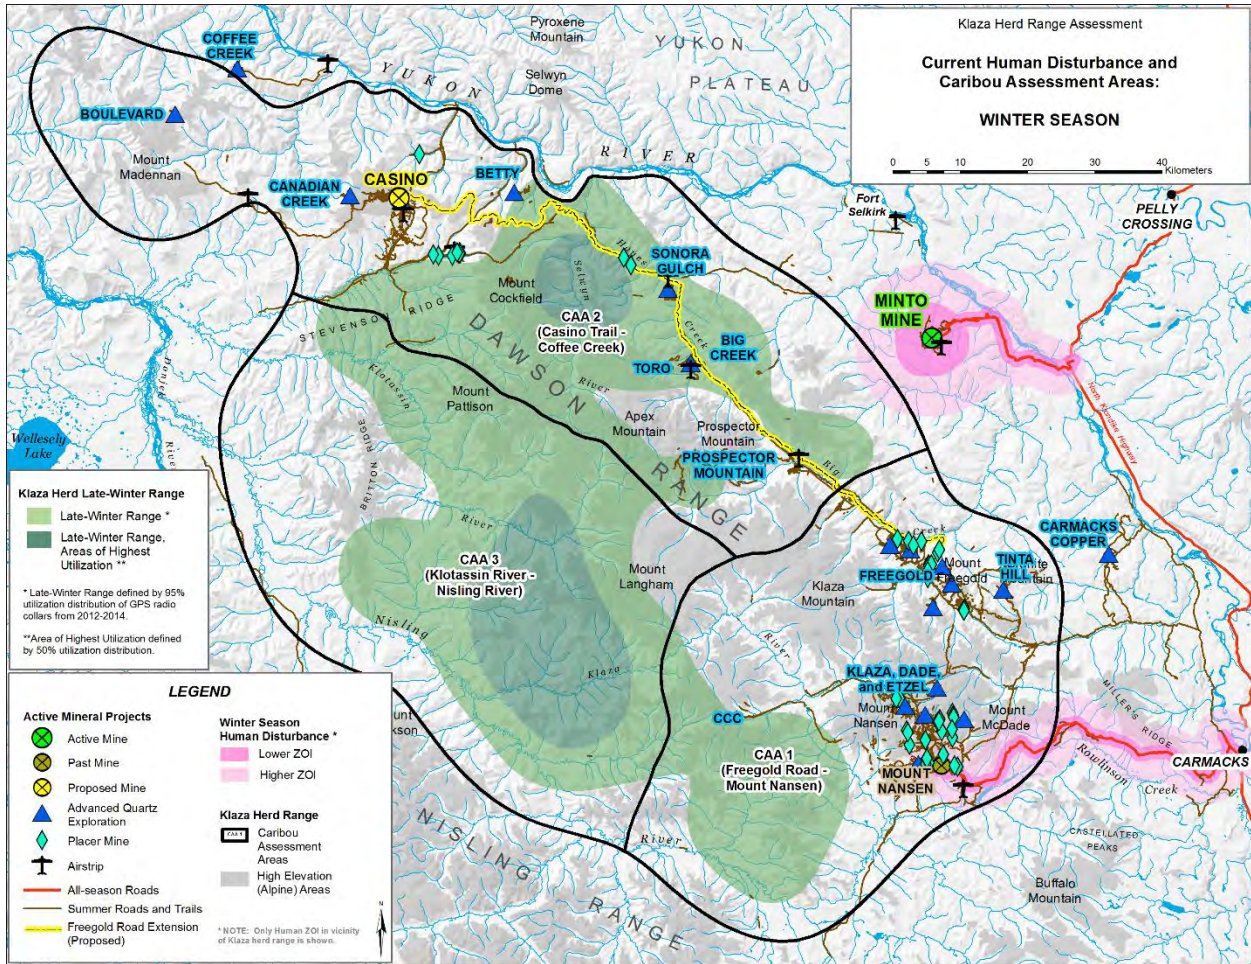 Klaza Herd Range Assessment
Current Human Disturbance and
Caribou Assessment Areas:
WINTER SEASON
0 5 10 20 30 40
Kilometers
COFFEE
CREEK
Pyroxene
Mountain
YUKON
PLATEAU
Selwyn
Dome
YUKON
RIVER
BOULEVARD
Mount
Madennan
CANADIAN
CREEK
CASINO
BETTY
Fort
Selkirk
PELLY
CROSSING
Hayes
SONORA
GULCH
Selwyn
Mount
Cockfield
STEVENSON RIDGE
CAA 2
(Casino Trail -
Coffee Creek)
Creek
MINTO
MINE
BIG
CREEK
TORO
DAWSON
RANGE
River
Klotassin
Mount
Pattison
Apex
Mountain
Prospector
Mountain
PROSPECTOR
MOUNTAIN
North Klondike Highway
Donjek
River
Wellesely
Lake
BRITTON RIDGE
Big
Creek
River
CAA 3
(Klotassin River -
Nisling River)
Mount
Langham
Klaza
Mountain
FREEGOLD
Mount
Freegold
TINTA
HILL
CARMACKS
COPPER
Nisling
Klaza
River
KLAZA, DADE,
and ETZEL
Mount
Nansen
Mount
McDade
MILLER'S RIDGE
CCC
CAA 1
(Freegold Road -
Mount Nansen)
MOUNT
NANSEN
Rowlinson
Creek
CARMACKS
River
CASTELLATED
PEAKS
Buffalo
Mountain
NISLING
RANGE
Klaza Herd Late-Winter Range
Late-Winter Range *
Late-Winter Range,
Areas of Highest
Utilization **
* Late-Winter Range defined by 95%
utilization distribution of GPS radio
collars from 2012-2014.
**Area of Highest Utilization defined
by 50% utilization distribution.
LEGEND
Active Mineral Projects
Active Mine
Past Mine
Proposed Mine
Advanced Quartz
Exploration
Placer Mine
Airstrip
All-season Roads
Summer Roads and Trails
Freegold Road Extension
(Proposed)
Winter Season
Human Disturbance *
Lower ZOI
Higher ZOI
Klaza Herd Range
CAA 1
Caribou
Assessment
Areas
High Elevation
(Alpine) Areas
* NOTE: Only Human ZOI in vicinity
of Klaza herd range is shown.
N